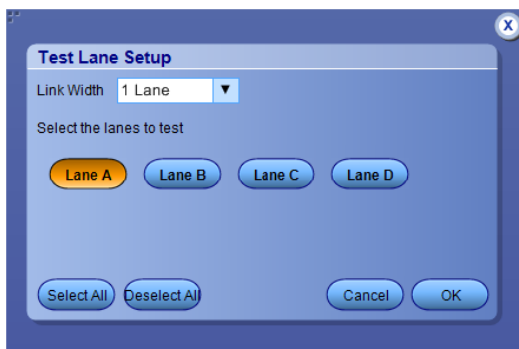 X
Test Lane Setup
Link Width 1 Lane ▼
Select the lanes to test
Lane A Lane B Lane C Lane D
Select All Deselect All Cancel OK